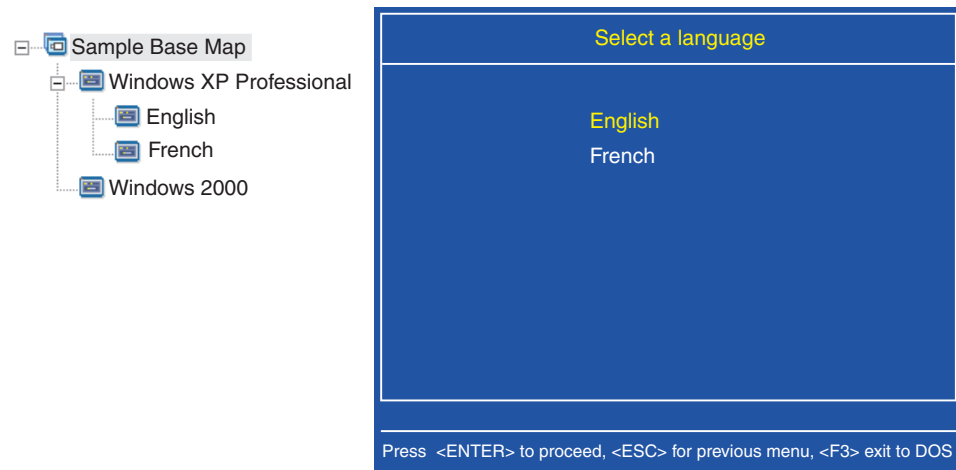 Sample Base Map
Windows XP Professional
English
French
Windows 2000
Select a language
English
French
Press <ENTER> to proceed, <ESC> for previous menu, <F3> exit to DOS